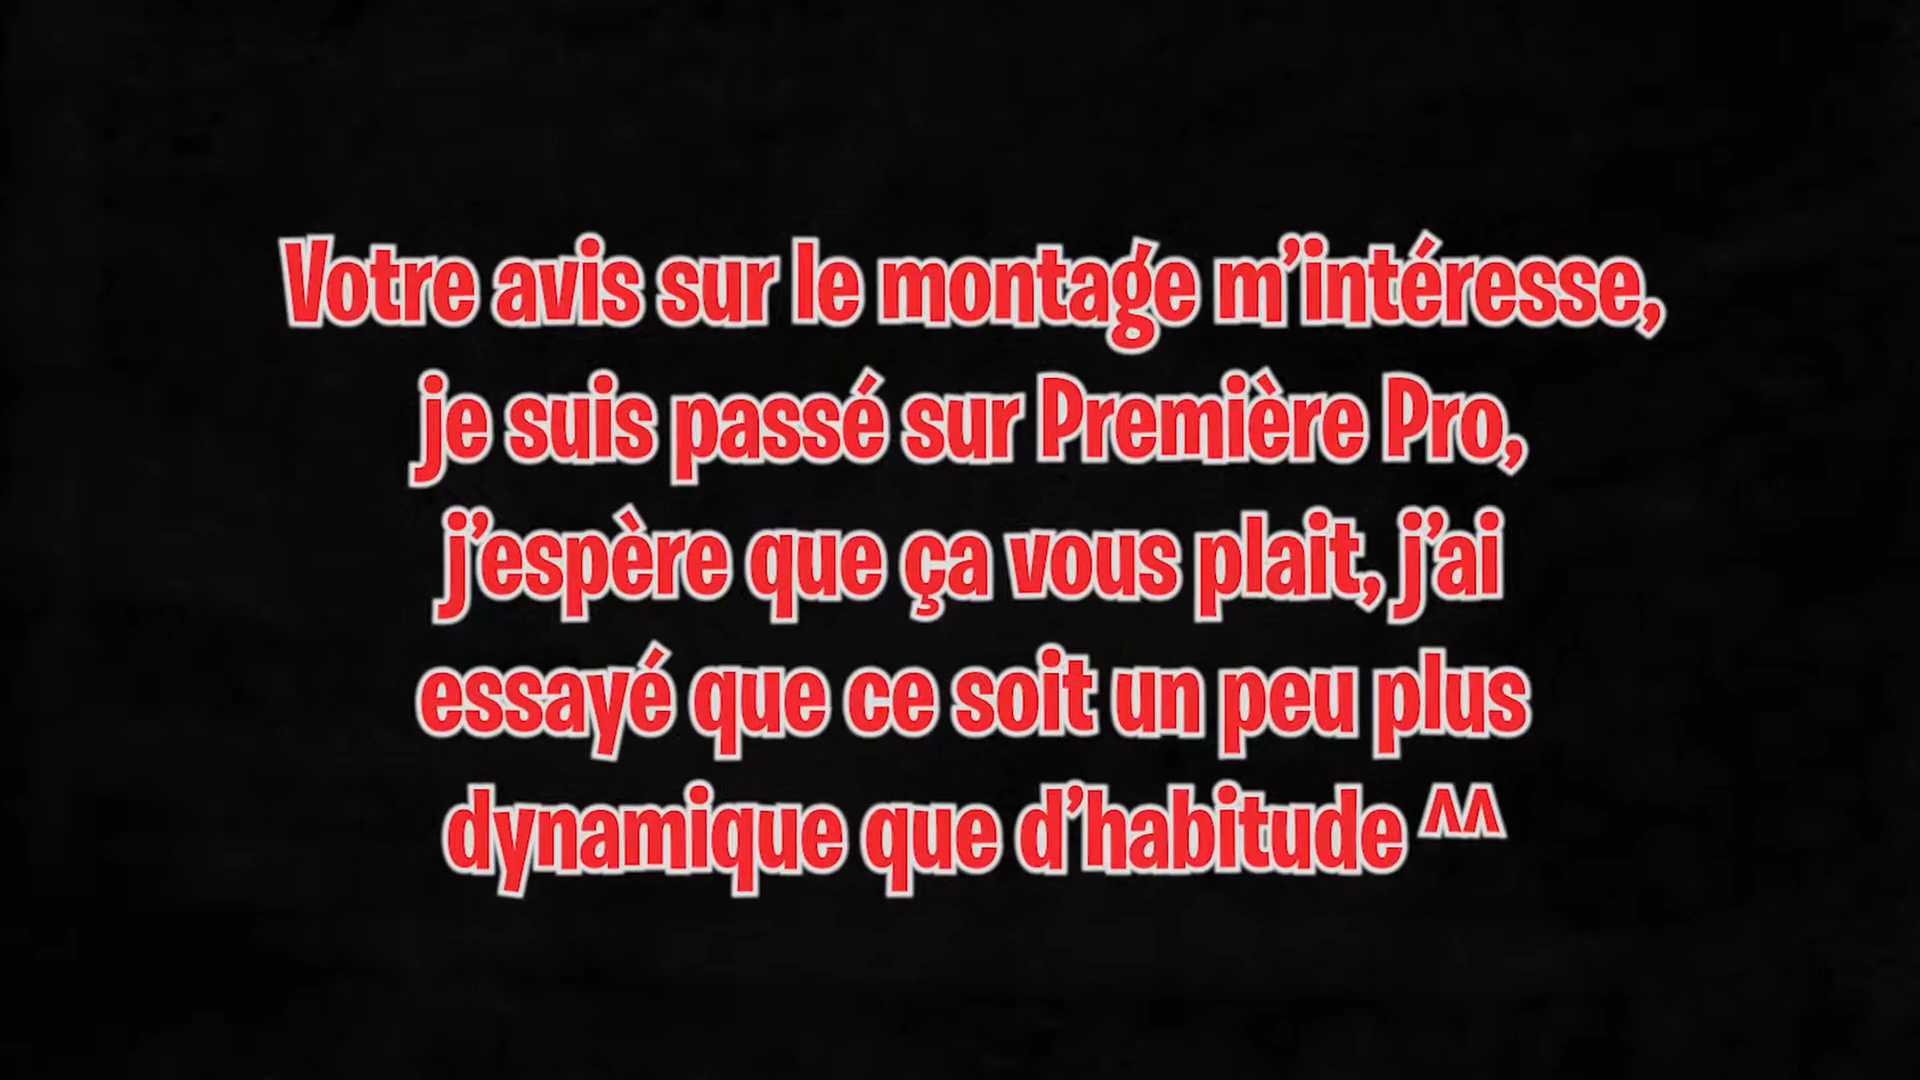 Votre avis sur le montage m’intéresse,
je suis passé sur Première Pro,
j’espère que ça vous plait, j’ai
essayé que ce soit un peu plus
dynamique que d’habitude ^^